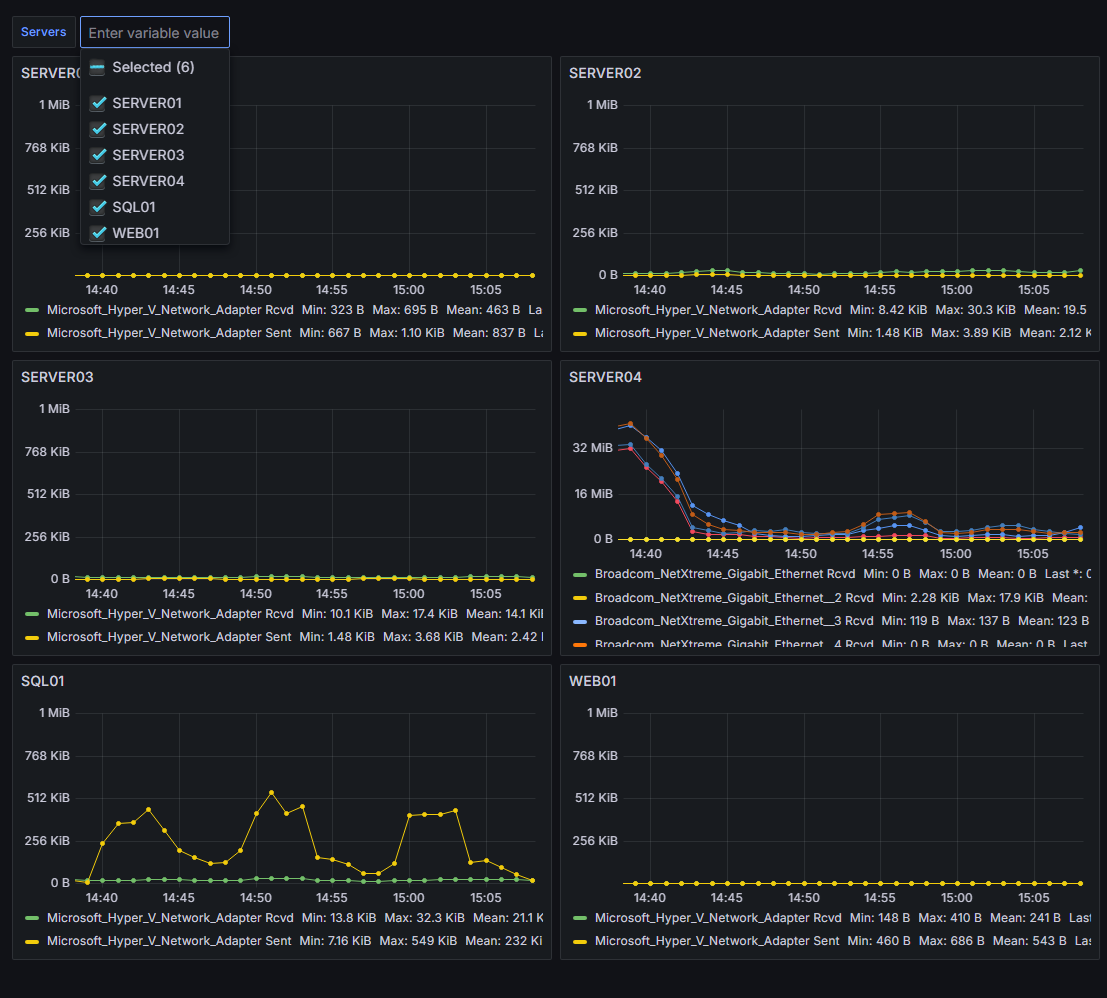 Servers Enter variable value
Selected (6)
SERVER01
SERVER02
SERVER03
SERVER04
SQL01
WEB01
1 MiB
768 KiB
512 KiB
256 KiB
14:40 14:45 14:50 14:55 15:00 15:05
Microsoft_Hyper_V_Network_Adapter Rcvd Min: 323 B Max: 695 B Mean: 463 B La
Microsoft_Hyper_V_Network_Adapter Sent Min: 667 B Max: 1.10 KiB Mean: 837 B La
SERVER02
1 MiB
768 KiB
512 KiB
256 KiB
0 B
14:40 14:45 14:50 14:55 15:00 15:05
Microsoft_Hyper_V_Network_Adapter Rcvd Min: 8.42 KiB Max: 30.3 KiB Mean: 19.5
Microsoft_Hyper_V_Network_Adapter Sent Min: 1.48 KiB Max: 3.89 KiB Mean: 2.12 K
SERVER03
1 MiB
768 KiB
512 KiB
256 KiB
0 B
14:40 14:45 14:50 14:55 15:00 15:05
Microsoft_Hyper_V_Network_Adapter Rcvd Min: 10.1 KiB Max: 17.4 KiB Mean: 14.1 Ki
Microsoft_Hyper_V_Network_Adapter Sent Min: 1.48 KiB Max: 3.68 KiB Mean: 2.42
SERVER04
32 MiB
16 MiB
0 B
14:40 14:45 14:50 14:55 15:00 15:05
Broadcom_NetXtreme_Gigabit_Ethernet Rcvd Min: 0 B Max: 0 B Mean: 0 B Last *: 0
Broadcom_NetXtreme_Gigabit_Ethernet__2 Rcvd Min: 2.28 KiB Max: 17.9 KiB Mean:
Broadcom_NetXtreme_Gigabit_Ethernet__3 Rcvd Min: 119 B Max: 137 B Mean: 123 B
Broadcom_NetXtreme_Gigabit_Ethernet__4 Rcvd Min: 0 B Max: 0 B Mean: 0 B Last
SQL01
1 MiB
768 KiB
512 KiB
256 KiB
0 B
14:40 14:45 14:50 14:55 15:00 15:05
Microsoft_Hyper_V_Network_Adapter Rcvd Min: 13.8 KiB Max: 32.3 KiB Mean: 21.1 K
Microsoft_Hyper_V_Network_Adapter Sent Min: 7.16 KiB Max: 549 KiB Mean: 232 Ki
WEB01
1 MiB
768 KiB
512 KiB
256 KiB
14:40 14:45 14:50 14:55 15:00 15:05
Microsoft_Hyper_V_Network_Adapter Rcvd Min: 148 B Max: 410 B Mean: 241 B Last
Microsoft_Hyper_V_Network_Adapter Sent Min: 460 B Max: 686 B Mean: 543 B Las